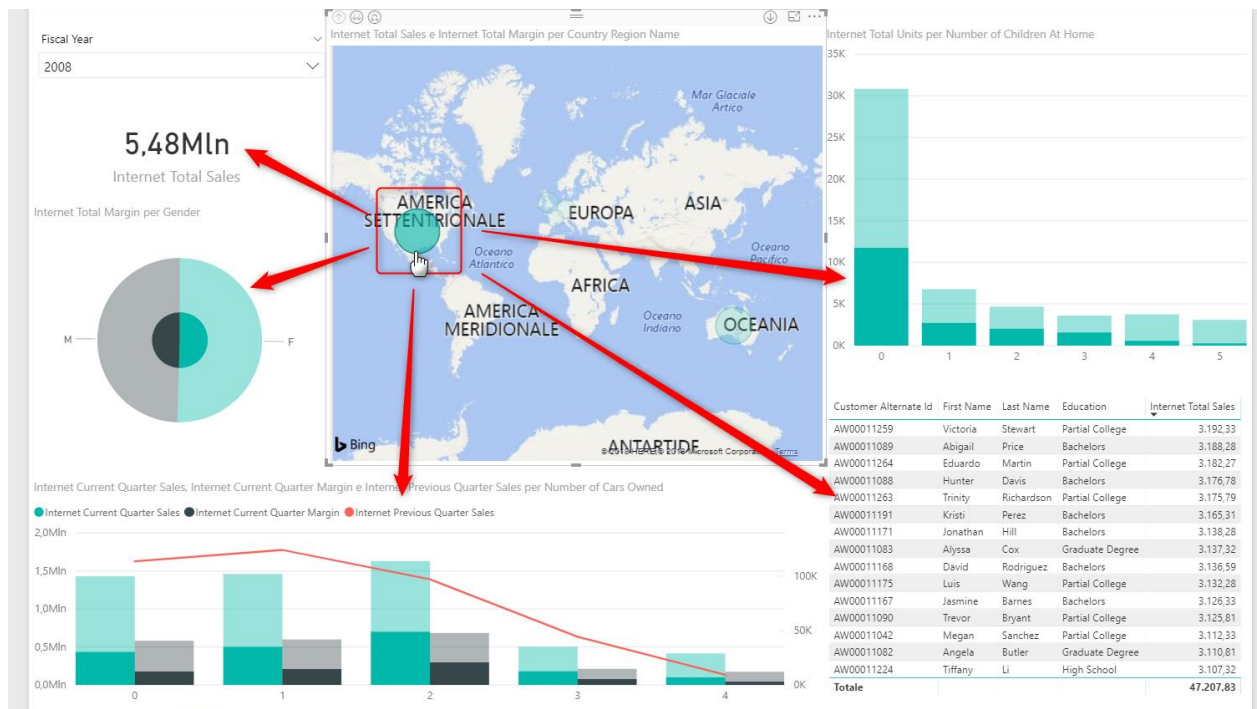 Fiscal Year
2008
5,48Mln
Internet Total Sales
Internet Total Margin per Gender
M
F
Internet Total Sales e Internet Total Margin per Country Region Name
Mar Glaciale
Artico
AMERICA
SETTENTRIONALE
EUROPA
ASIA
Oceano
Atlantico
Oceano
Pacifico
AFRICA
AMERICA
MERIDIONALE
Oceano
Indiano
OCEANIA
ANTARTIDE
Bing
© 2018 HERE © 2018 Microsoft Corporation Terms
Internet Total Units per Number of Children At Home
35K
30K
25K
20K
15K
10K
5K
0K
0 1 2 3 4 5
Customer Alternate Id First Name Last Name Education Internet Total Sales
AW00011259 Victoria Stewart Partial College 3.192,33
AW00011089 Abigail Price Bachelors 3.188,28
AW00011264 Eduardo Martin Partial College 3.182,27
AW00011088 Hunter Davis Bachelors 3.176,78
AW00011263 Trinity Richardson Partial College 3.175,79
AW00011191 Kristi Perez Bachelors 3.165,31
AW00011171 Jonathan Hill Bachelors 3.138,28
AW00011083 Alyssa Cox Graduate Degree 3.137,32
AW00011168 David Rodriguez Bachelors 3.136,59
AW00011175 Luis Wang Partial College 3.132,28
AW00011167 Jasmine Barnes Bachelors 3.126,33
AW00011090 Trevor Bryant Partial College 3.125,81
AW00011042 Megan Sanchez Partial College 3.112,33
AW00011082 Angela Butler Graduate Degree 3.110,81
AW00011224 Tiffany Li High School 3.107,32
Totale 47.207,83
Internet Current Quarter Sales, Internet Current Quarter Margin e Internet Previous Quarter Sales per Number of Cars Owned
Internet Current Quarter Sales Internet Current Quarter Margin Internet Previous Quarter Sales
2,0Mln
1,5Mln
1,0Mln
0,5Mln
0,0Mln
100K
50K
0K
0 1 2 3 4